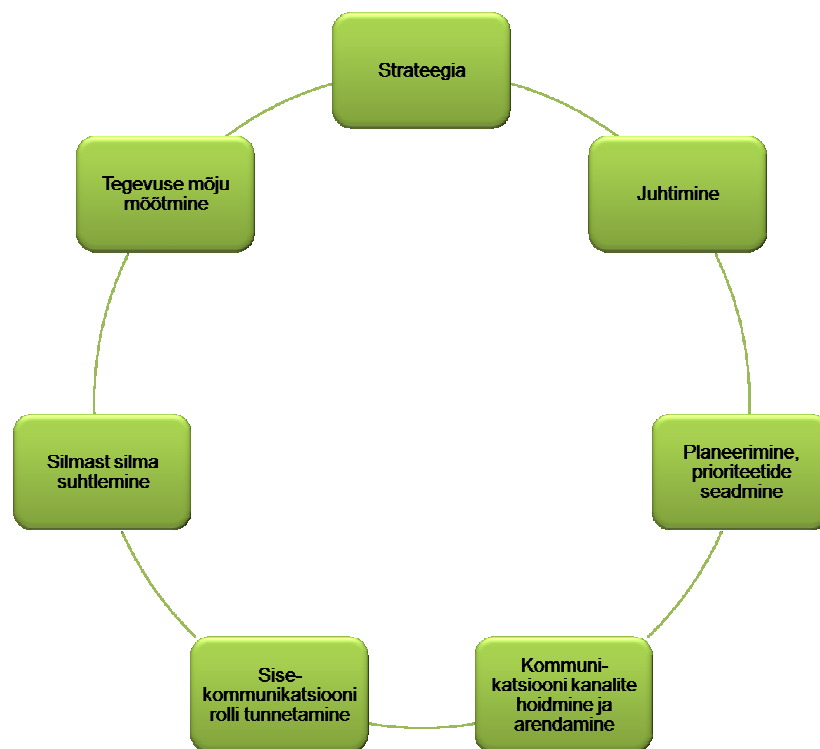 Strateegia
Juhtimine
Planeerimine,
prioriteetide
seadmine
Kommuni-
katsiooni kanalite
hoidmine ja
arendamine
Sise-
kommunikatsiooni
rolli tunnetamine
Silmast silma
suhtlemine
Tegevuse mõju
mõõtmine